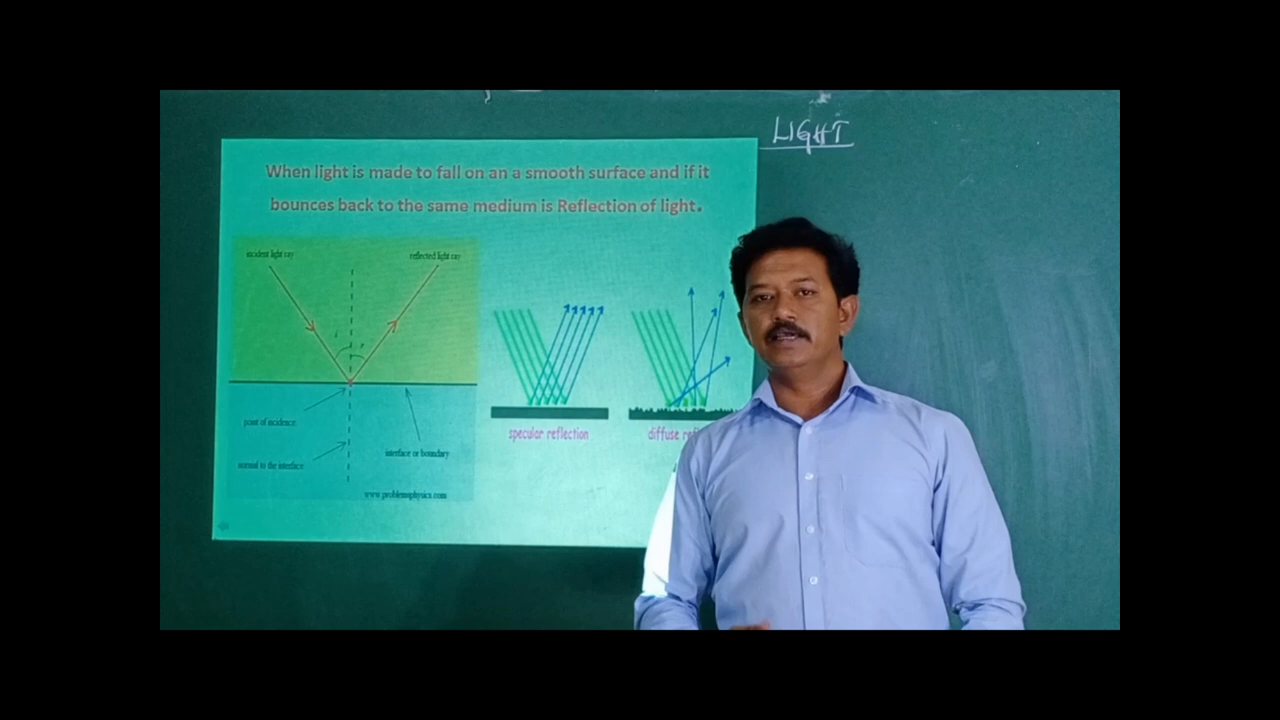 LIGHT
When light is made to fall on an a smooth surface and if it
bounces back to the same medium is Reflection of light.
incident light ray
reflected light ray
i
r
point of incidence
normal to the interface
interface or boundary
www.problemsphysics.com
specular reflection
diffuse